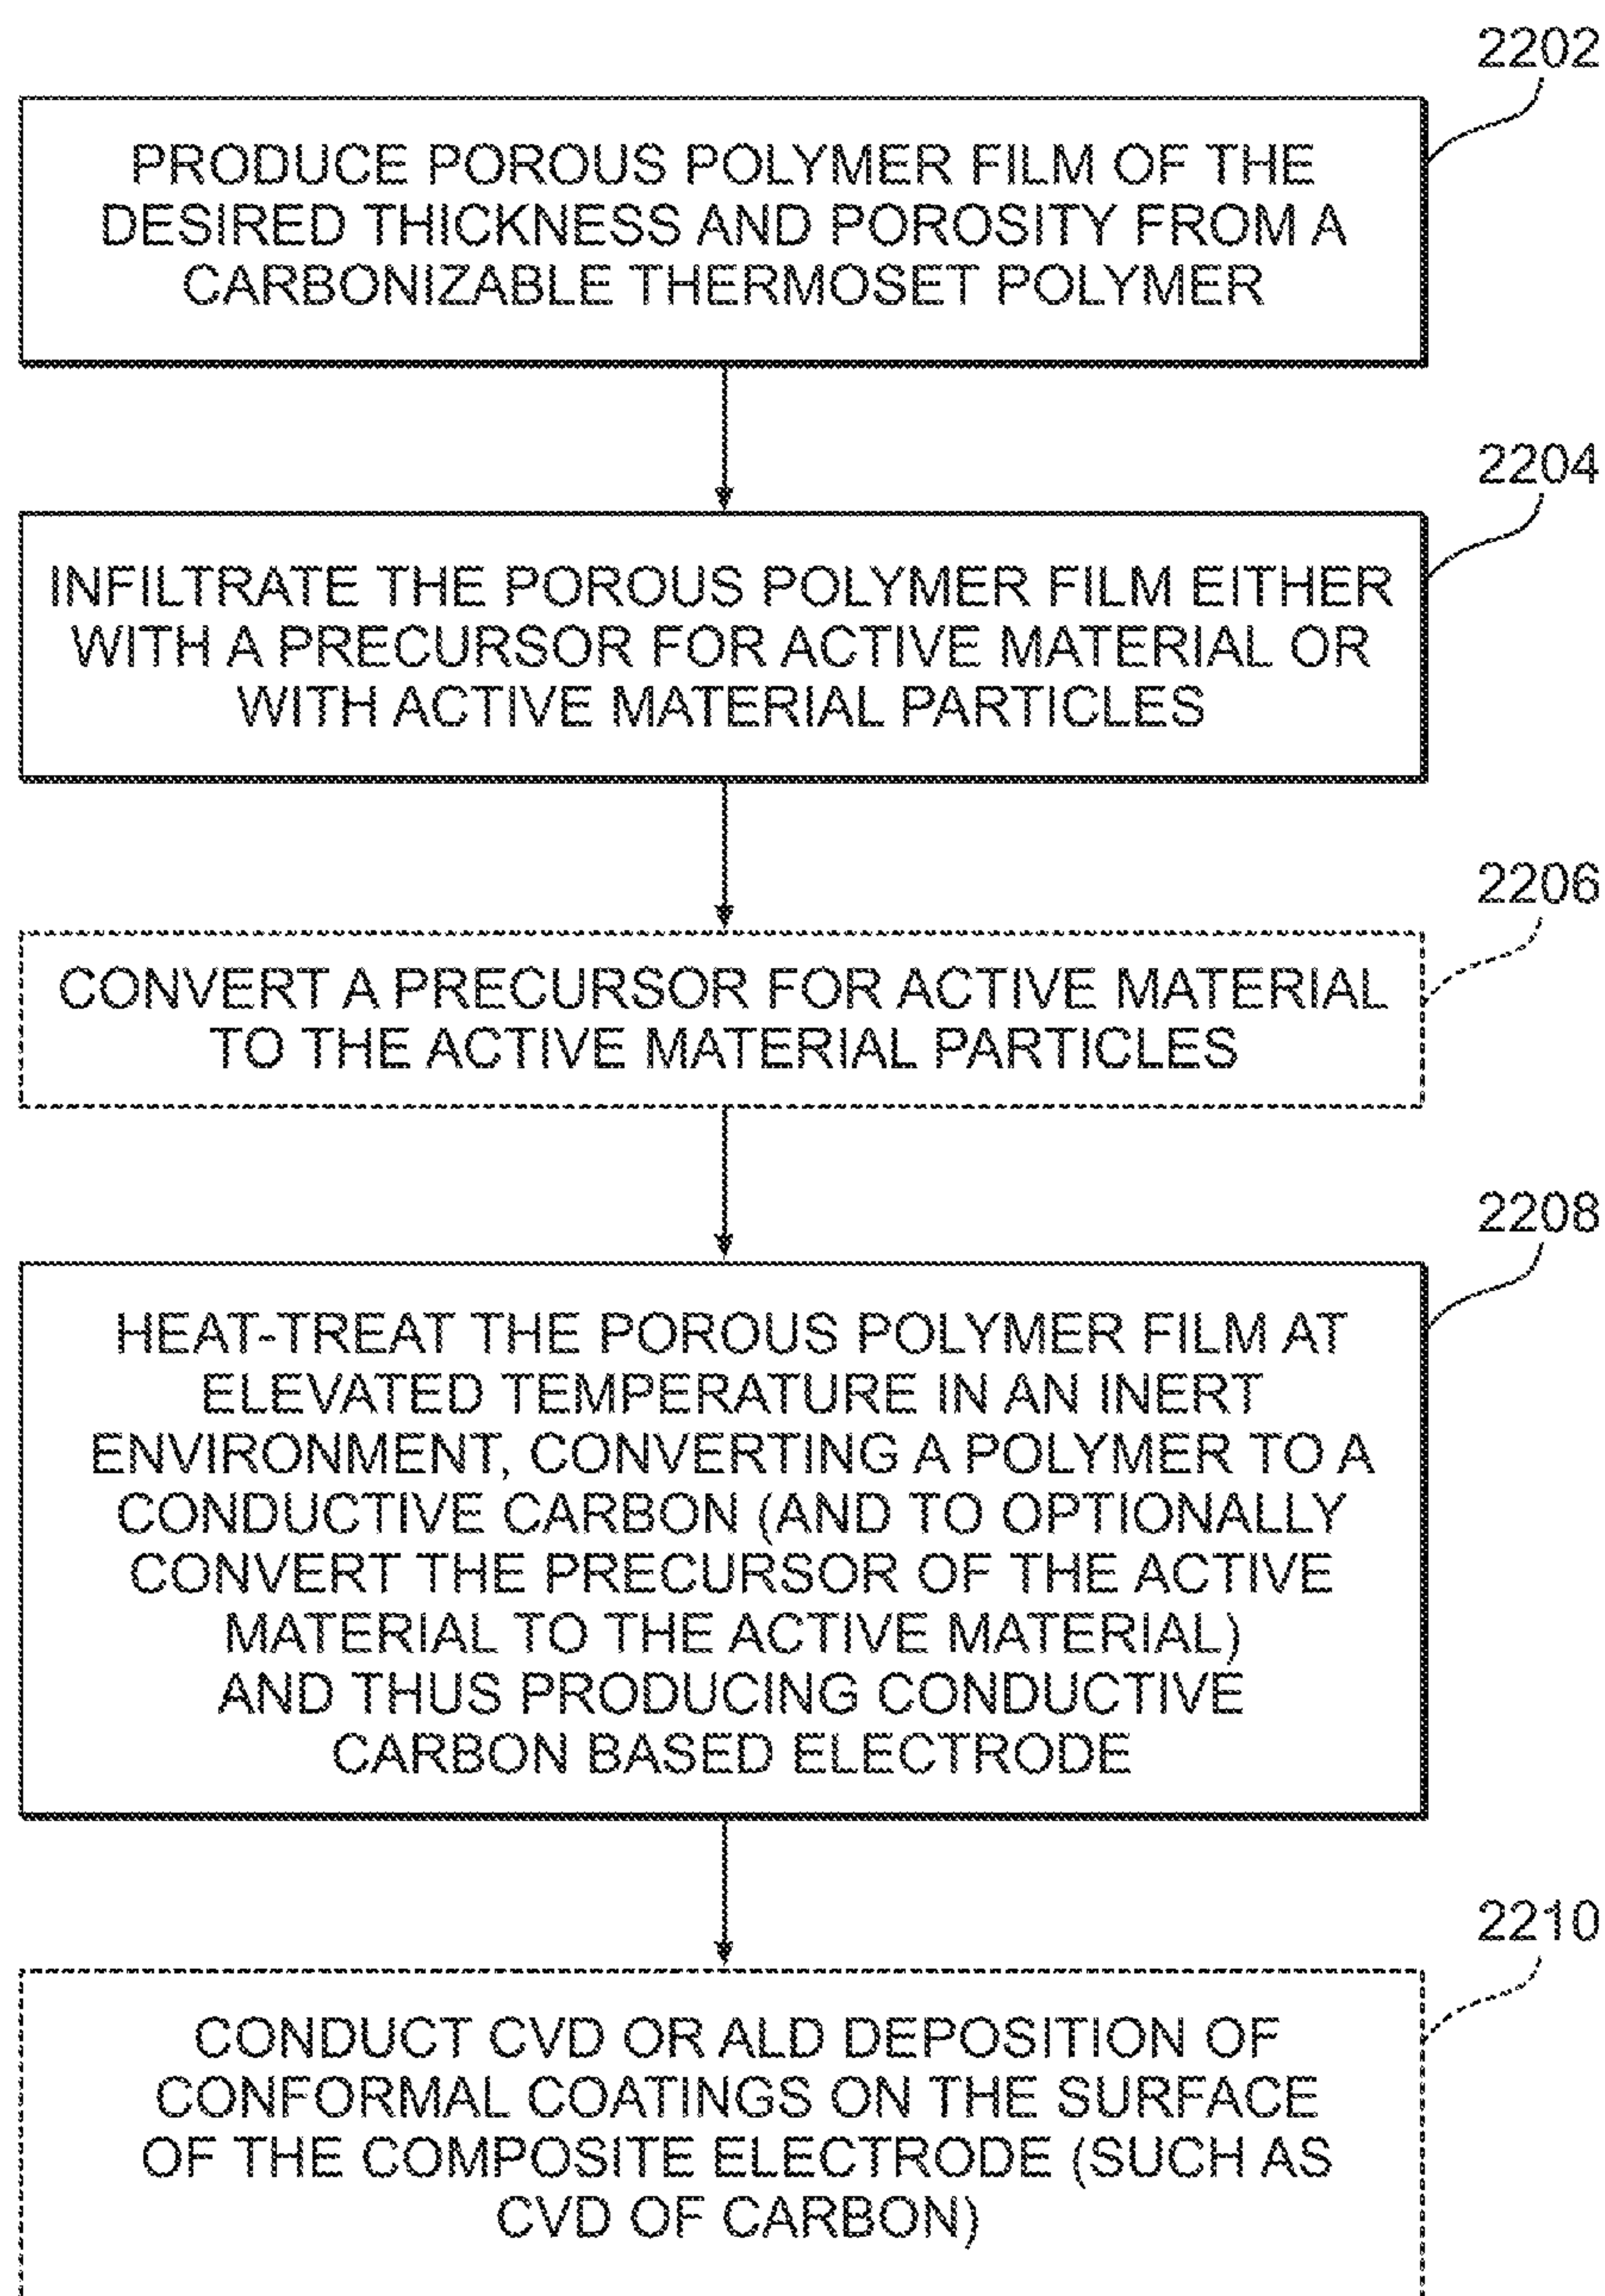 2202
PRODUCE POROUS POLYMER FILM OF THE
DESIRED THICKNESS AND POROSITY FROM A
CARBONIZABLE THERMOSET POLYMER
2204
INFILTRATE THE POROUS POLYMER FILM EITHER
WITH A PRECURSOR FOR ACTIVE MATERIAL OR
WITH ACTIVE MATERIAL PARTICLES
2206
CONVERT A PRECURSOR FOR ACTIVE MATERIAL
TO THE ACTIVE MATERIAL PARTICLES
2208
HEAT-TREAT THE POROUS POLYMER FILM AT
ELEVATED TEMPERATURE IN AN INERT
ENVIRONMENT, CONVERTING A POLYMER TO A
CONDUCTIVE CARBON (AND TO OPTIONALLY
CONVERT THE PRECURSOR OF THE ACTIVE
MATERIAL TO THE ACTIVE MATERIAL)
AND THUS PRODUCING CONDUCTIVE
CARBON BASED ELECTRODE
2210
CONDUCT CVD OR ALD DEPOSITION OF
CONFORMAL COATINGS ON THE SURFACE
OF THE COMPOSITE ELECTRODE (SUCH AS
CVD OF CARBON)